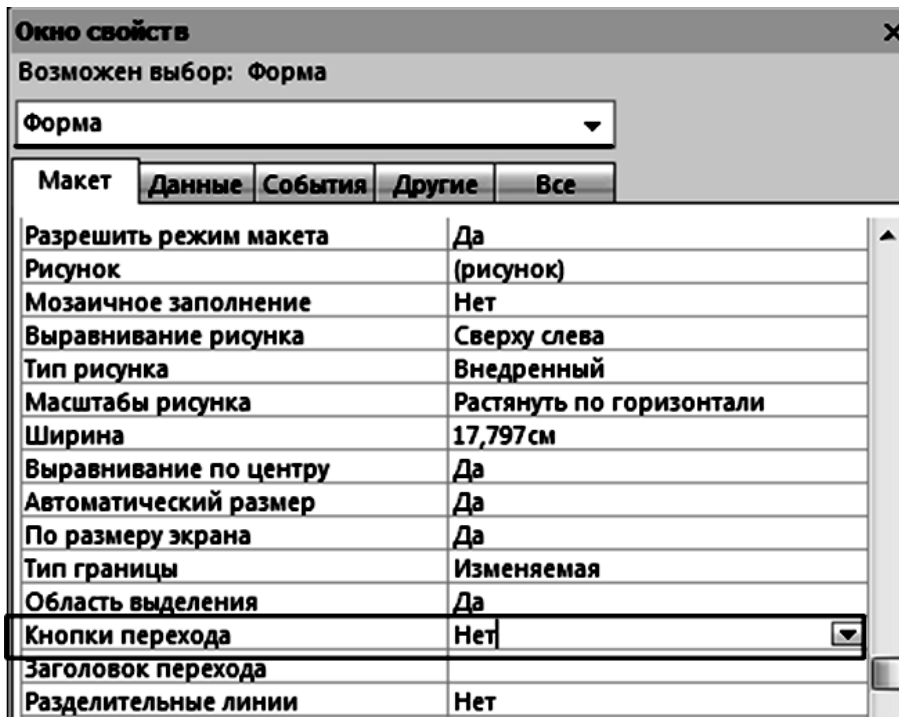 Окно свойств
Возможен выбор: Форма
Форма
Макет Данные События Другие Все
Разрешить режим макета Да
Рисунок (рисунок)
Мозаичное заполнение Нет
Выравнивание рисунка Сверху слева
Тип рисунка Внедренный
Масштабы рисунка Растянуть по горизонтали
Ширина 17,797см
Выравнивание по центру Да
Автоматический размер Да
По размеру экрана Да
Тип границы Изменяемая
Область выделения Да
Кнопки перехода Нет
Заголовок перехода
Разделительные линии Нет